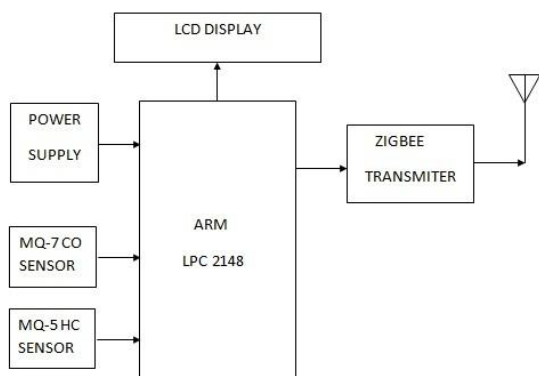 LCD DISPLAY
POWER
SUPPLY
ZIGBEE
TRANSMITER
ARM
LPC 2148
MQ-7 CO
SENSOR
MQ-5 HC
SENSOR